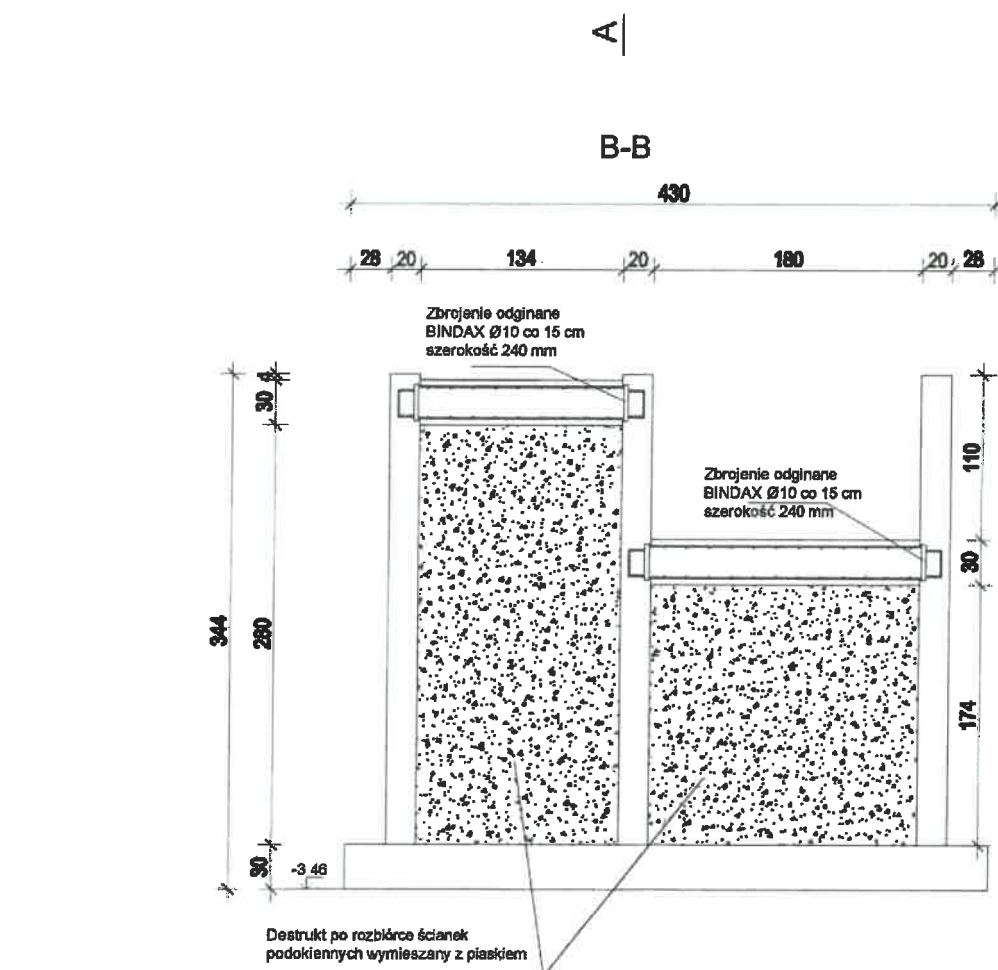 A
B-B
430
28 20 134 20 180 20 28
Zbrojenie odginane
BINDAX Ø10 co 15 cm
szerokość 240 mm
4
30
110
Zbrojenie odginane
BINDAX Ø10 co 15 cm
szerokość 240 mm
30
344
280
174
30
-3 46
Destrukt po rozbiórce ścianek
podokiennych wymieszany z piaskiem